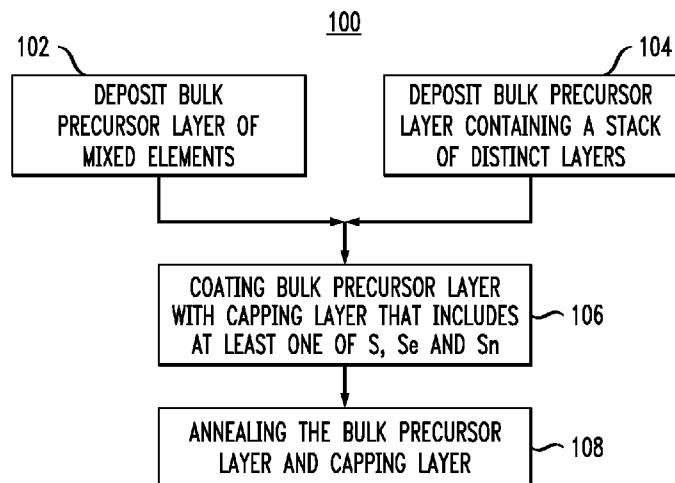 100
102
104
DEPOSIT BULK
PRECURSOR LAYER OF
MIXED ELEMENTS
DEPOSIT BULK PRECURSOR
LAYER CONTAINING A STACK
OF DISTINCT LAYERS
COATING BULK PRECURSOR LAYER
WITH CAPPING LAYER THAT INCLUDES
AT LEAST ONE OF S, Se AND Sn
106
ANNEALING THE BULK PRECURSOR
LAYER AND CAPPING LAYER
108